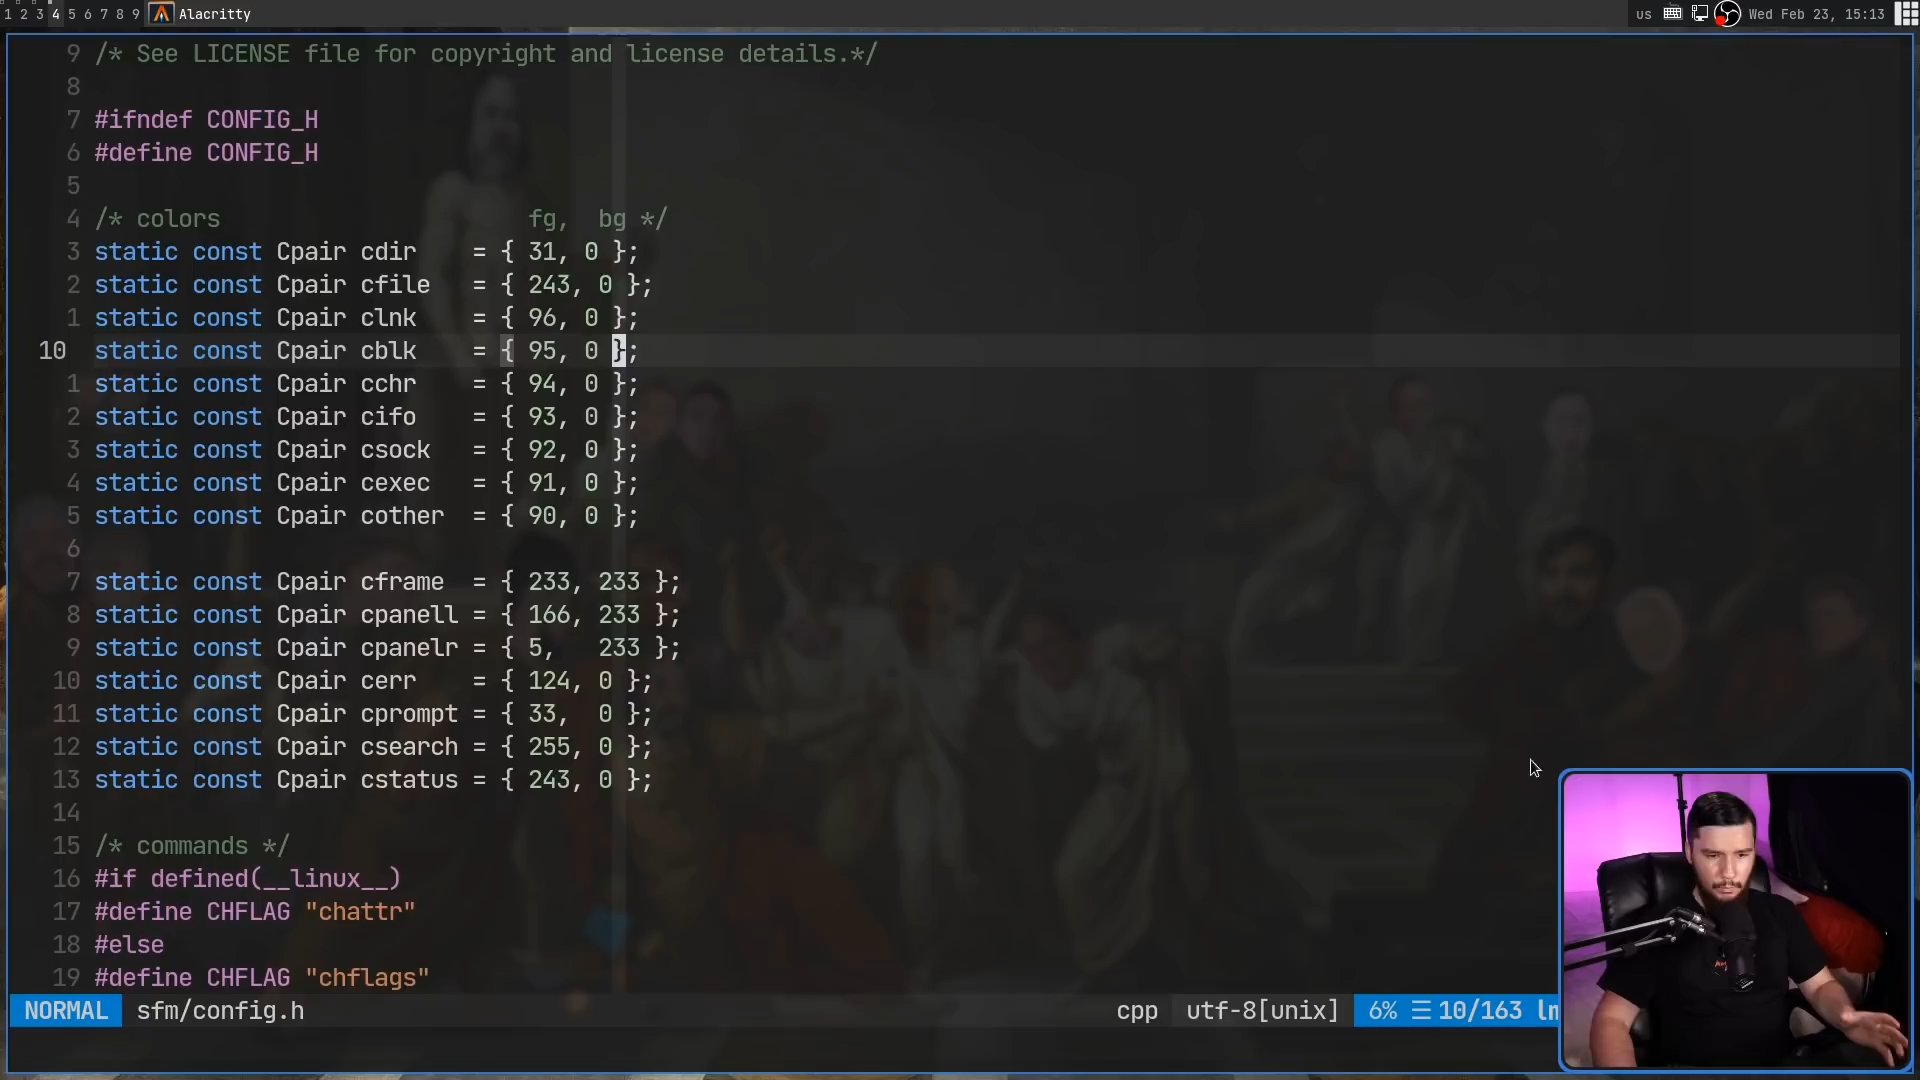 1 2 3 4 5 6 7 8 9 Alacritty us Wed Feb 23, 15:13
9 /* See LICENSE file for copyright and license details.*/
8
7 #ifndef CONFIG_H
6 #define CONFIG_H
5
4 /* colors fg, bg */
3 static const Cpair cdir = { 31, 0 };
2 static const Cpair cfile = { 243, 0 };
1 static const Cpair clnk = { 96, 0 };
10 static const Cpair cblk = { 95, 0 };
1 static const Cpair cchr = { 94, 0 };
2 static const Cpair cifo = { 93, 0 };
3 static const Cpair csock = { 92, 0 };
4 static const Cpair cexec = { 91, 0 };
5 static const Cpair cother = { 90, 0 };
6
7 static const Cpair cframe = { 233, 233 };
8 static const Cpair cpanell = { 166, 233 };
9 static const Cpair cpanelr = { 5, 233 };
10 static const Cpair cerr = { 124, 0 };
11 static const Cpair cprompt = { 33, 0 };
12 static const Cpair csearch = { 255, 0 };
13 static const Cpair cstatus = { 243, 0 };
14
15 /* commands */
16 #if defined(__linux__)
17 #define CHFLAG "chattr"
18 #else
19 #define CHFLAG "chflags"
NORMAL sfm/config.h cpp utf-8[unix] 6% ☰ 10/163 ln